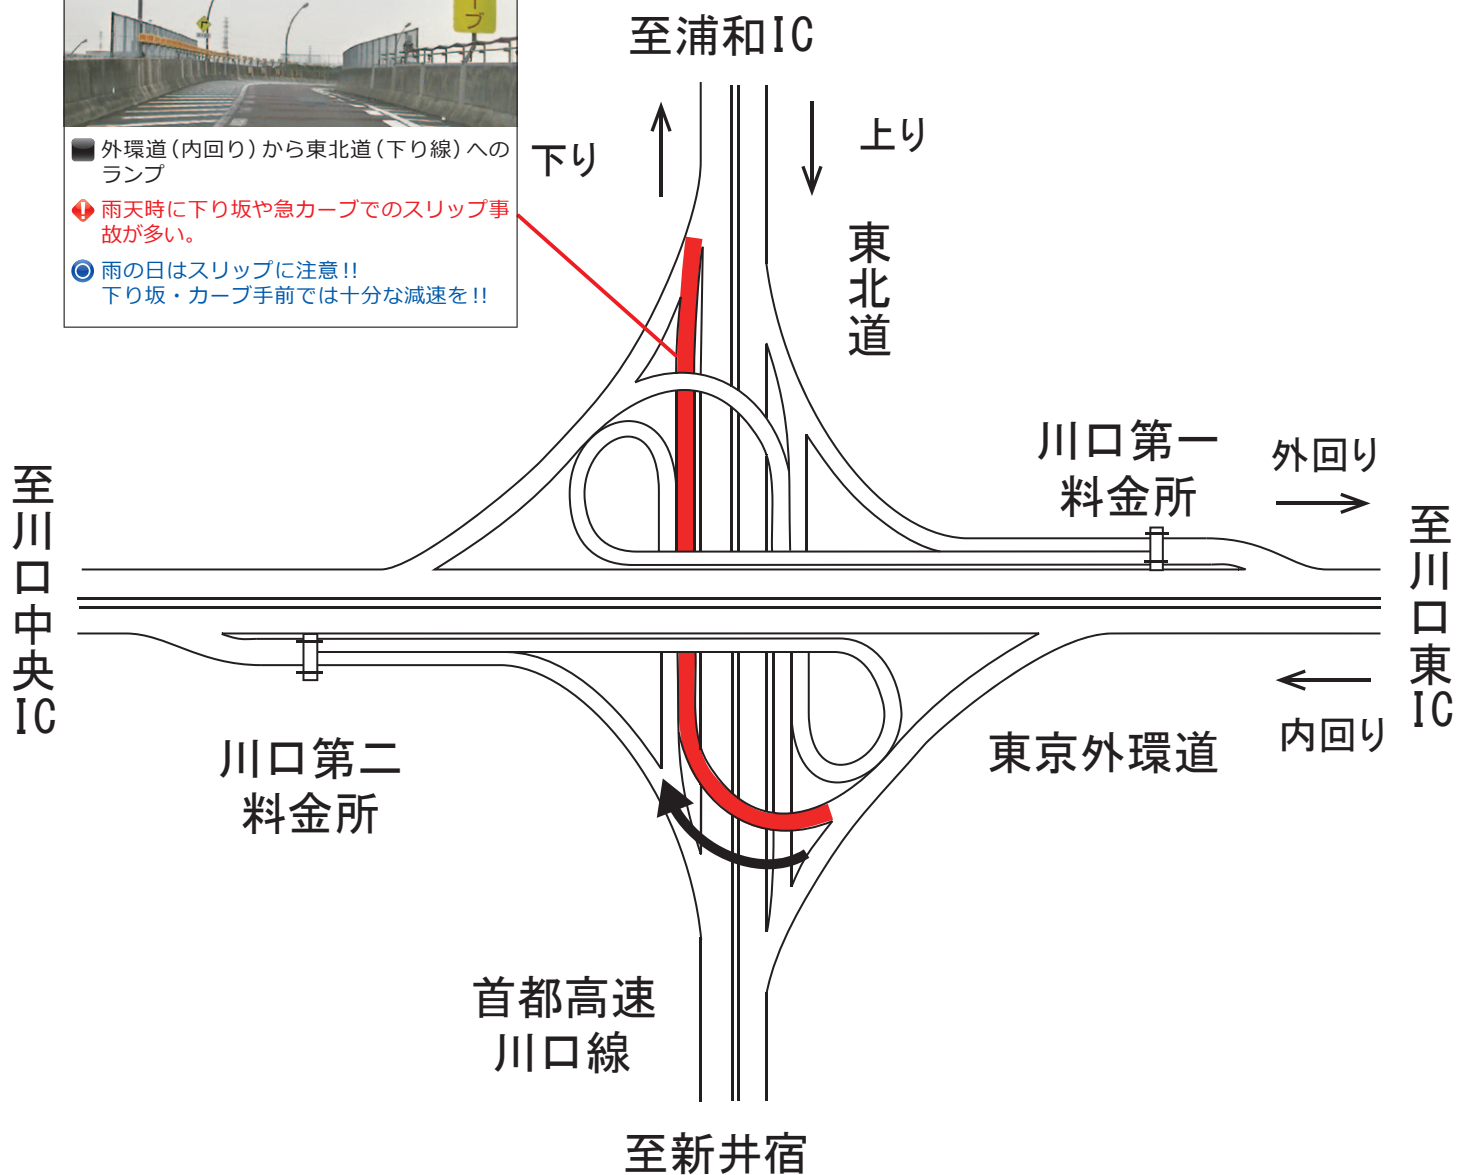 ーブ
至浦和IC
外環道（内回り）から東北道（下り線）への
ランプ
雨天時に下り坂や急カーブでのスリップ事
故が多い。
雨の日はスリップに注意!!
下り坂・カーブ手前では十分な減速を!!
下り
上り
東北道
川口第一
料金所
外回り
至川口中央IC
至川口東IC
内回り
東京外環道
川口第二
料金所
首都高速
川口線
至新井宿